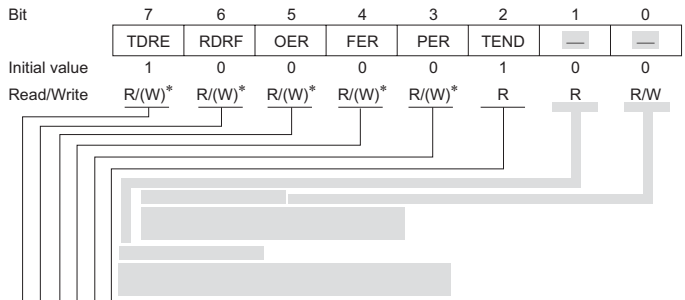 Bit 7 6 5 4 3 2 1 0
TDRE RDRF OER FER PER TEND — —
Initial value 1 0 0 0 0 1 0 0
Read/Write R/(W)* R/(W)* R/(W)* R/(W)* R/(W)* R R R/W